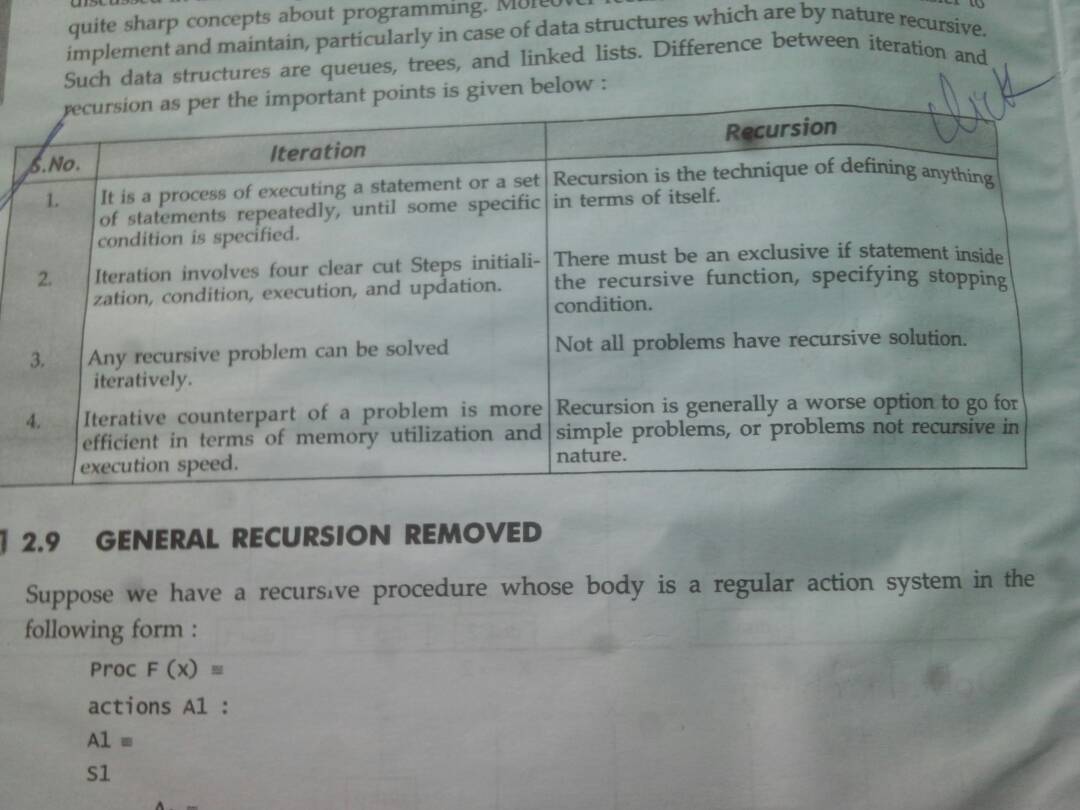 quite sharp concepts about programming. Moreover
implement and maintain, particularly in case of data structures which are by nature recursive.
Such data structures are queues, trees, and linked lists. Difference between iteration and
recursion as per the important points is given below :
click
S.No. Iteration Recursion
1. It is a process of executing a statement or a set Recursion is the technique of defining anything
of statements repeatedly, until some specific in terms of itself.
condition is specified.
2. Iteration involves four clear cut Steps initiali- There must be an exclusive if statement inside
zation, condition, execution, and updation. the recursive function, specifying stopping
condition.
3. Any recursive problem can be solved Not all problems have recursive solution.
iteratively.
4. Iterative counterpart of a problem is more Recursion is generally a worse option to go for
efficient in terms of memory utilization and simple problems, or problems not recursive in
execution speed. nature.
2.9 GENERAL RECURSION REMOVED
Suppose we have a recursive procedure whose body is a regular action system in the
following form :
Proc F (x) ≡
actions A1 :
A1 ≡
S1